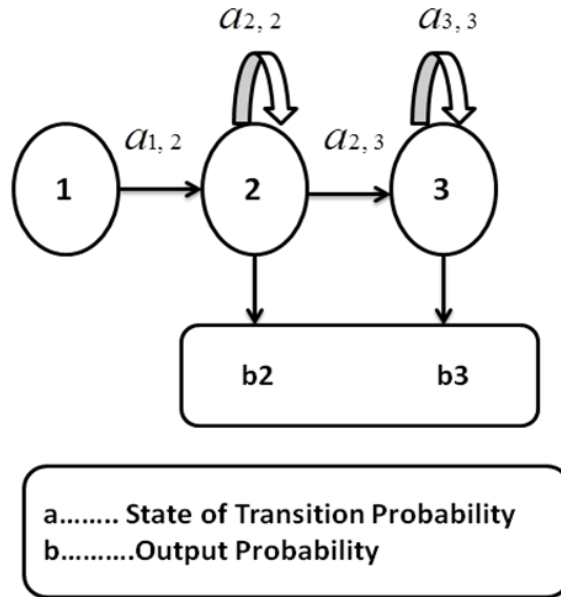 a2, 2 a3, 3
a1, 2 a2, 3
1 2 3
b2 b3
a........ State of Transition Probability
b..........Output Probability